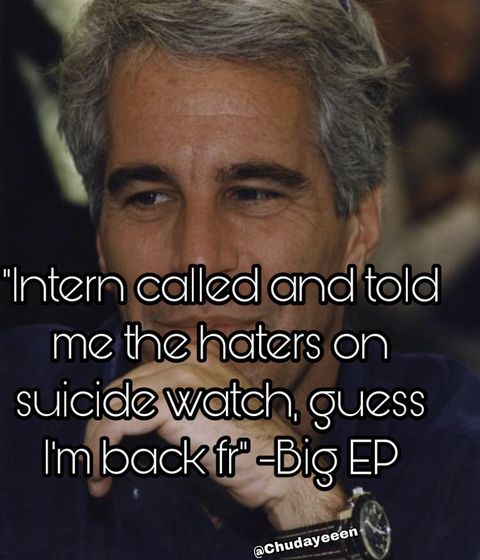 "Intern called and told
me the haters on
suicide watch, guess
I'm back fr" -Big EP
@Chudayeeen